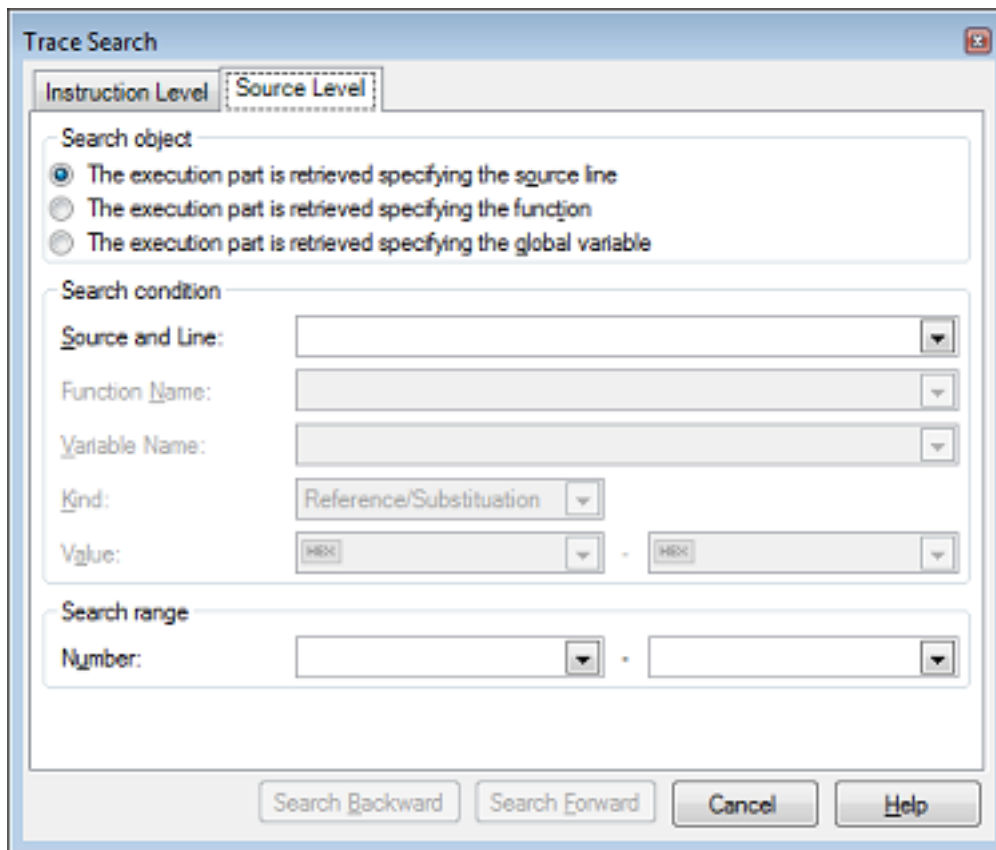 Trace Search
Instruction Level Source Level
Search object
The execution part is retrieved specifying the source line
The execution part is retrieved specifying the function
The execution part is retrieved specifying the global variable
Search condition
Source and Line:
Function Name:
Variable Name:
Kind: Reference/Substituation
Value: HEX - HEX
Search range
Number: -
Search Backward Search Forward Cancel Help